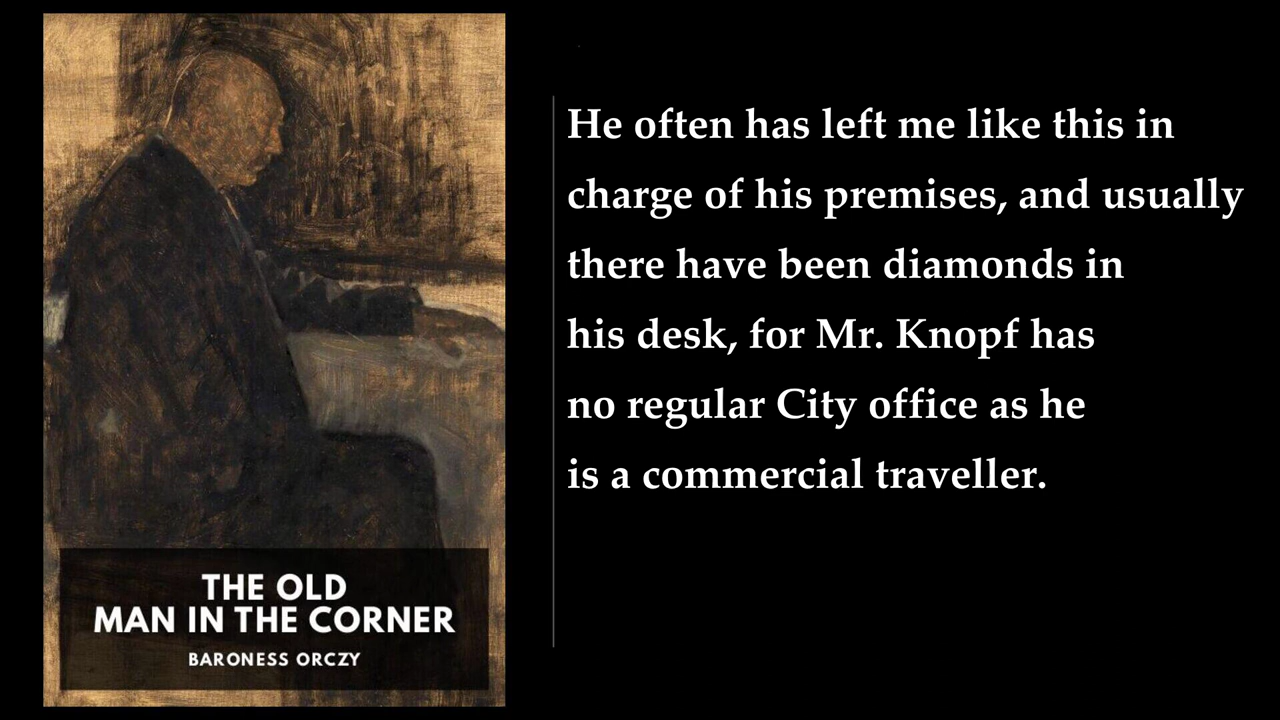 THE OLD
MAN IN THE CORNER
BARONESS ORCZY
He often has left me like this in
charge of his premises, and usually
there have been diamonds in
his desk, for Mr. Knopf has
no regular City office as he
is a commercial traveller.